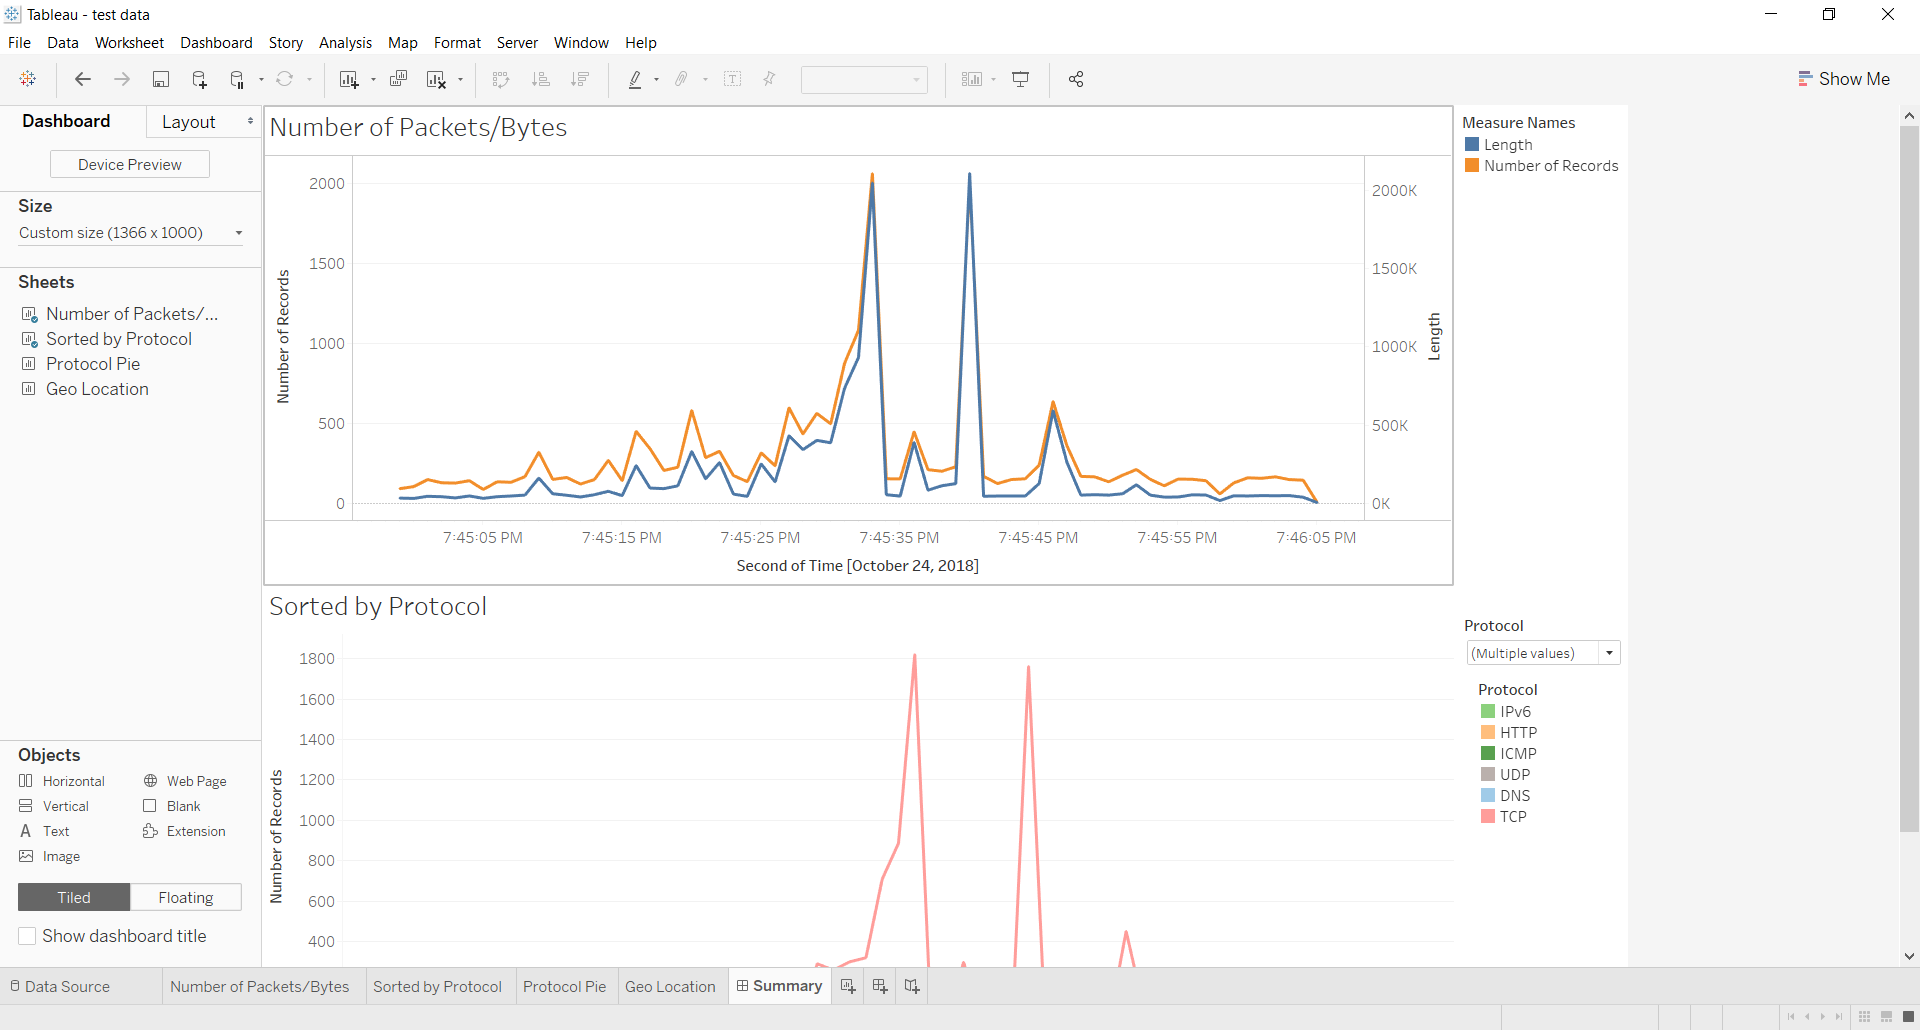 Tableau - test data
File Data Worksheet Dashboard Story Analysis Map Format Server Window Help
Show Me
Dashboard
Layout
Device Preview
Size
Custom size (1366 x 1000)
Sheets
Number of Packets/...
Sorted by Protocol
Protocol Pie
Geo Location
Objects
Horizontal Web Page
Vertical Blank
Text Extension
Image
Tiled Floating
Show dashboard title
Number of Packets/Bytes
Number of Records
2000
1500
1000
500
0
2000K
1500K
1000K
500K
0K
Length
7:45:05 PM 7:45:15 PM 7:45:25 PM 7:45:35 PM 7:45:45 PM 7:45:55 PM 7:46:05 PM
Second of Time [October 24, 2018]
Measure Names
Length
Number of Records
Sorted by Protocol
Number of Records
1800
1600
1400
1200
1000
800
600
400
Protocol
(Multiple values)
Protocol
IPv6
HTTP
ICMP
UDP
DNS
TCP
Data Source Number of Packets/Bytes Sorted by Protocol Protocol Pie Geo Location Summary